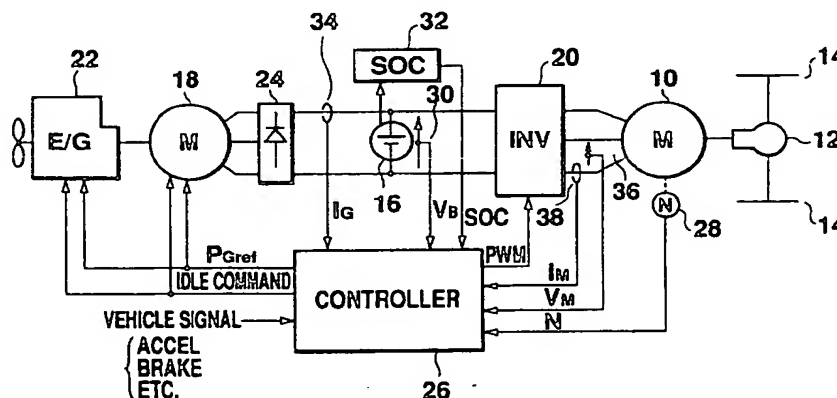 34
32
22
18
24
SOC
20
10
14
30
E/G
M
INV
M
12
16
38
36
14
IG
VB
SOC
N
28
PGref
PWM
IDLE COMMAND
IM
CONTROLLER
VM
VEHICLE SIGNAL
N
ACCEL
BRAKE
ETC.
26